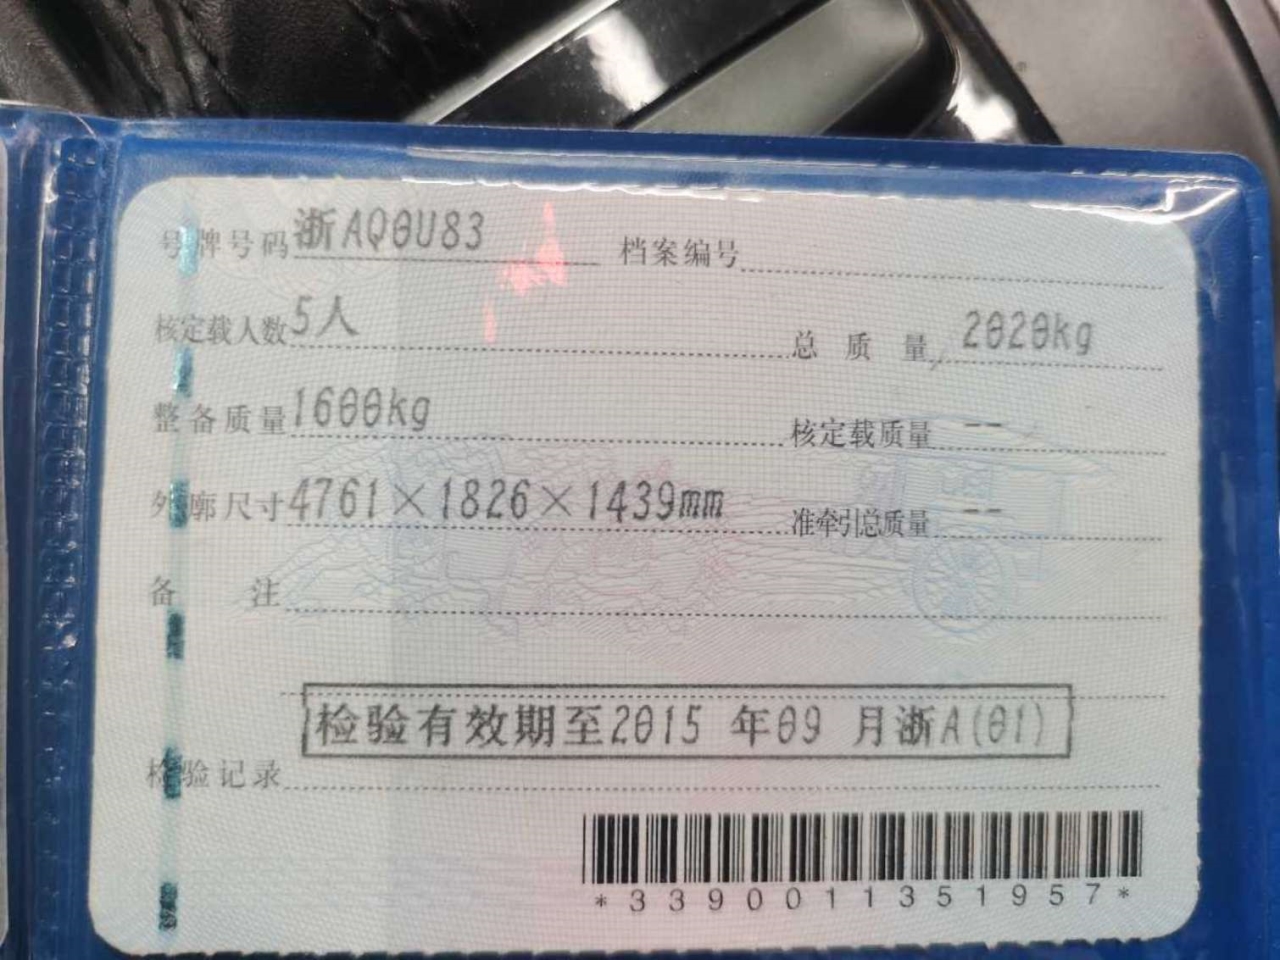 号牌号码 浙AQ0U83 档案编号
核定载人数 5人 总质量 2020kg
整备质量 1600kg 核定载质量 --
外廓尺寸 4761×1826×1439mm 准牵引总质量 --
备注
检验有效期至2015 年09 月浙A(01)
检验记录
*3390011351957*